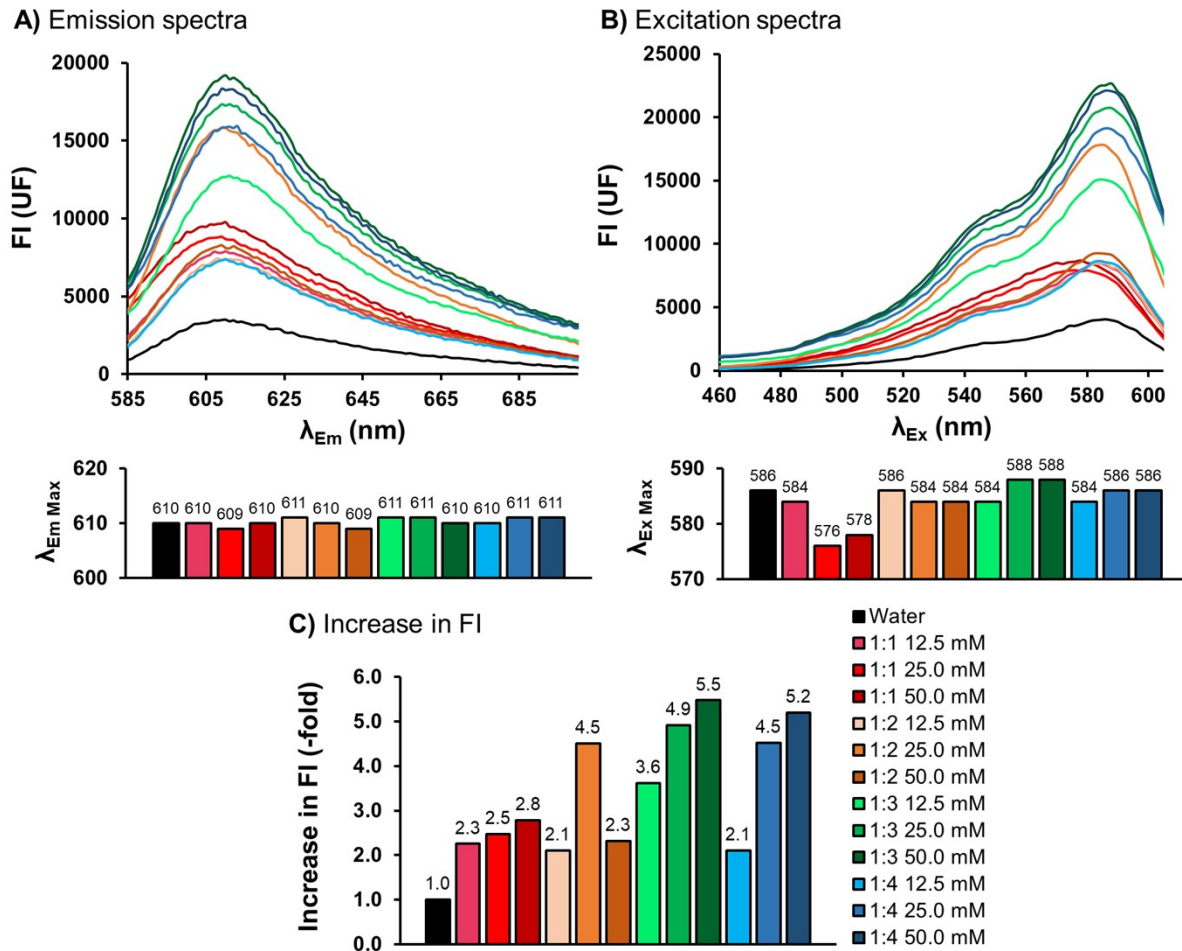 A) Emission spectra
20000
15000
10000
5000
0
FI (UF)
585 605 625 645 665 685
λEm (nm)
B) Excitation spectra
25000
20000
15000
10000
5000
0
FI (UF)
460 480 500 520 540 560 580 600
λEx (nm)
620
610
600
λEm Max
610 610 609 610 611 610 609 611 611 610 610 611 611
590
580
570
λEx Max
586 584 576 578 586 584 584 584 588 588 584 586 586
C) Increase in FI
6.0
5.0
4.0
3.0
2.0
1.0
0.0
Increase in FI (-fold)
1.0 2.3 2.5 2.8 2.1 4.5 2.3 3.6 4.9 5.5 2.1 4.5 5.2
Water
1:1 12.5 mM
1:1 25.0 mM
1:1 50.0 mM
1:2 12.5 mM
1:2 25.0 mM
1:2 50.0 mM
1:3 12.5 mM
1:3 25.0 mM
1:3 50.0 mM
1:4 12.5 mM
1:4 25.0 mM
1:4 50.0 mM